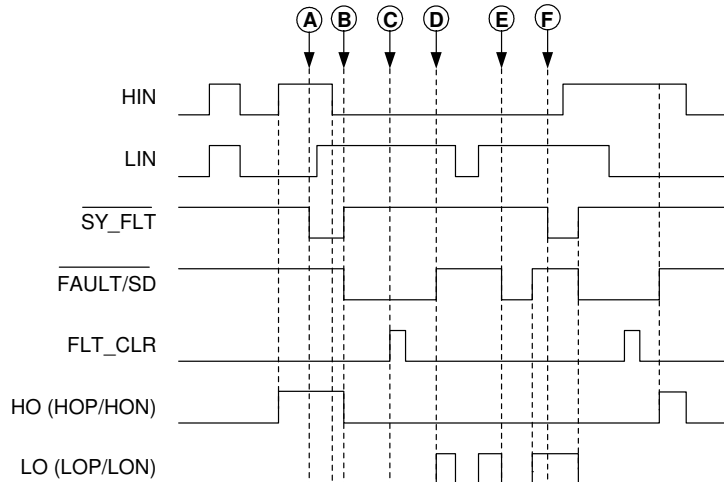 A B C D E F
HIN
LIN
SY_FLT
FAULT/SD
FLT_CLR
HO (HOP/HON)
LO (LOP/LON)